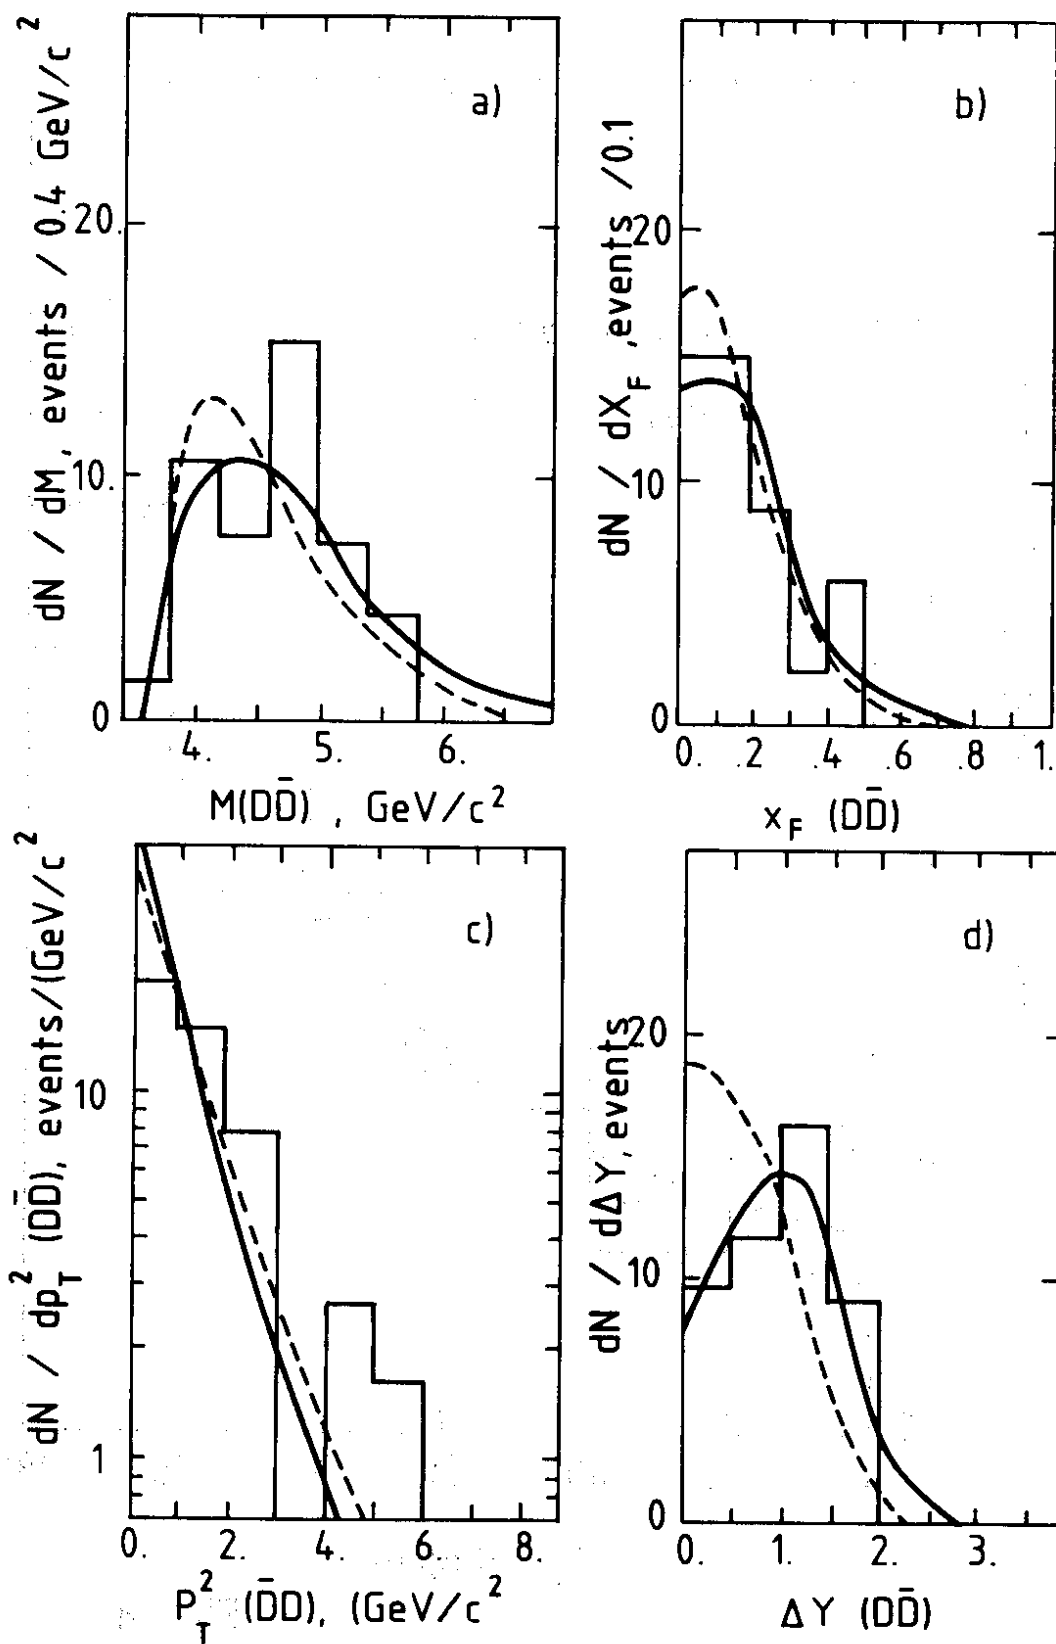 a)
dN / dM, events / 0.4 GeV/c²
20.
10.
0
4. 5. 6.
M(DD̄) , GeV/c²
b)
dN / dX_F ,events /0.1
20
10
0
0. .2 .4 .6 .8 1.
x_F (DD̄)
c)
dN / dp_T² (DD̄), events/(GeV/c²
10
1
0. 2. 4. 6. 8.
P_T² (D̄D), (GeV/c²
d)
dN / dΔY, events
20
10
0
0. 1. 2. 3.
ΔY (DD̄)